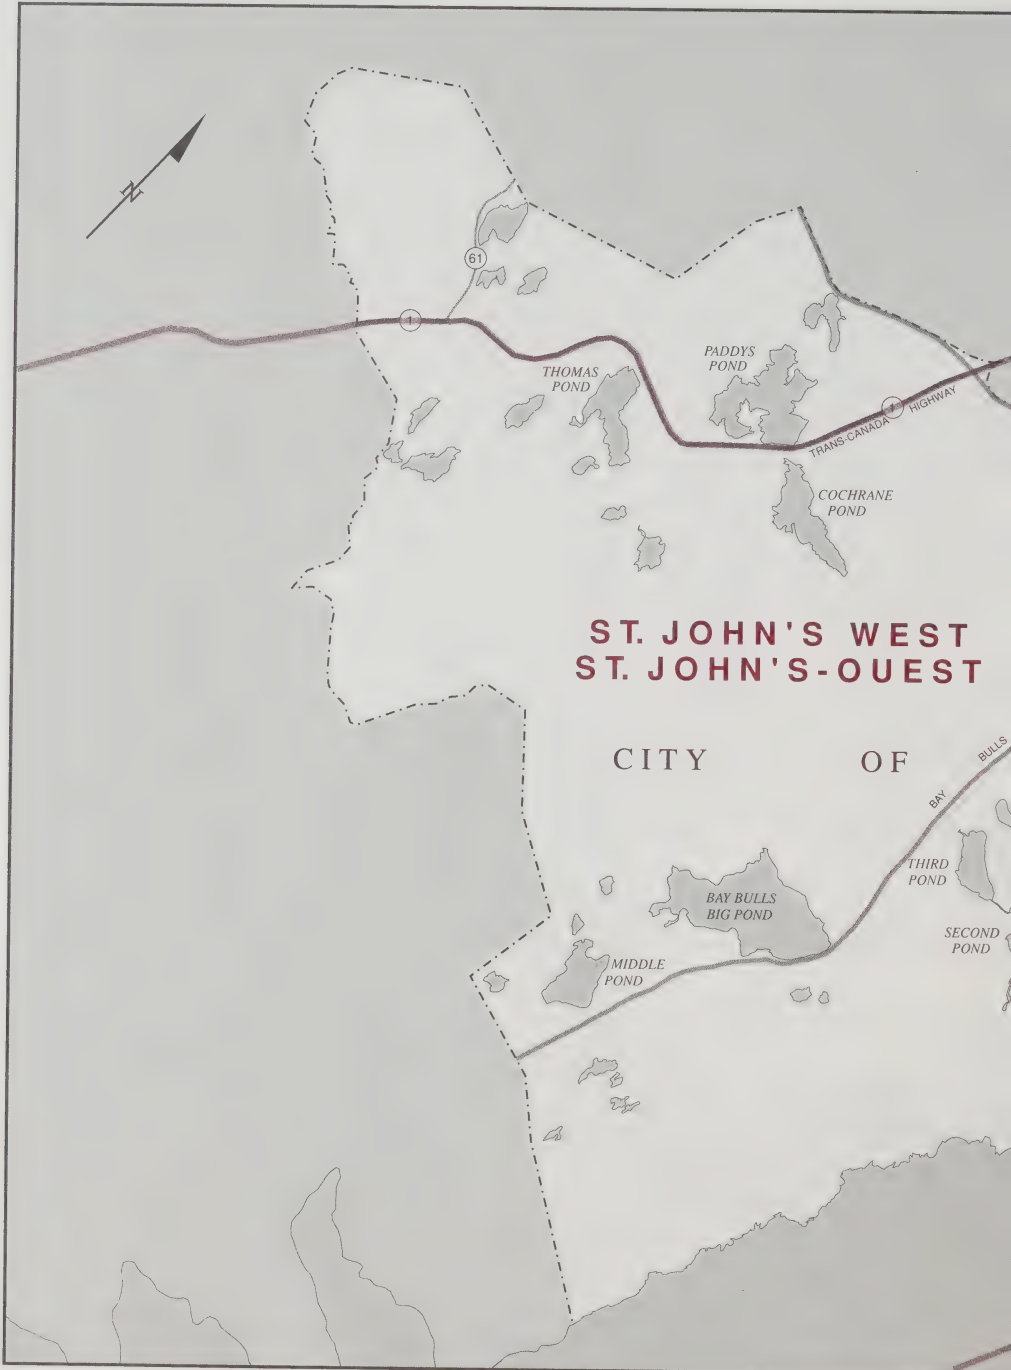 N
61
1
THOMAS
POND
PADDYS
POND
1
TRANS-CANADA HIGHWAY
COCHRANE
POND
ST. JOHN'S WEST
ST. JOHN'S-OUEST
CITY OF
BAY BULLS
THIRD
POND
BAY BULLS
BIG POND
SECOND
POND
MIDDLE
POND